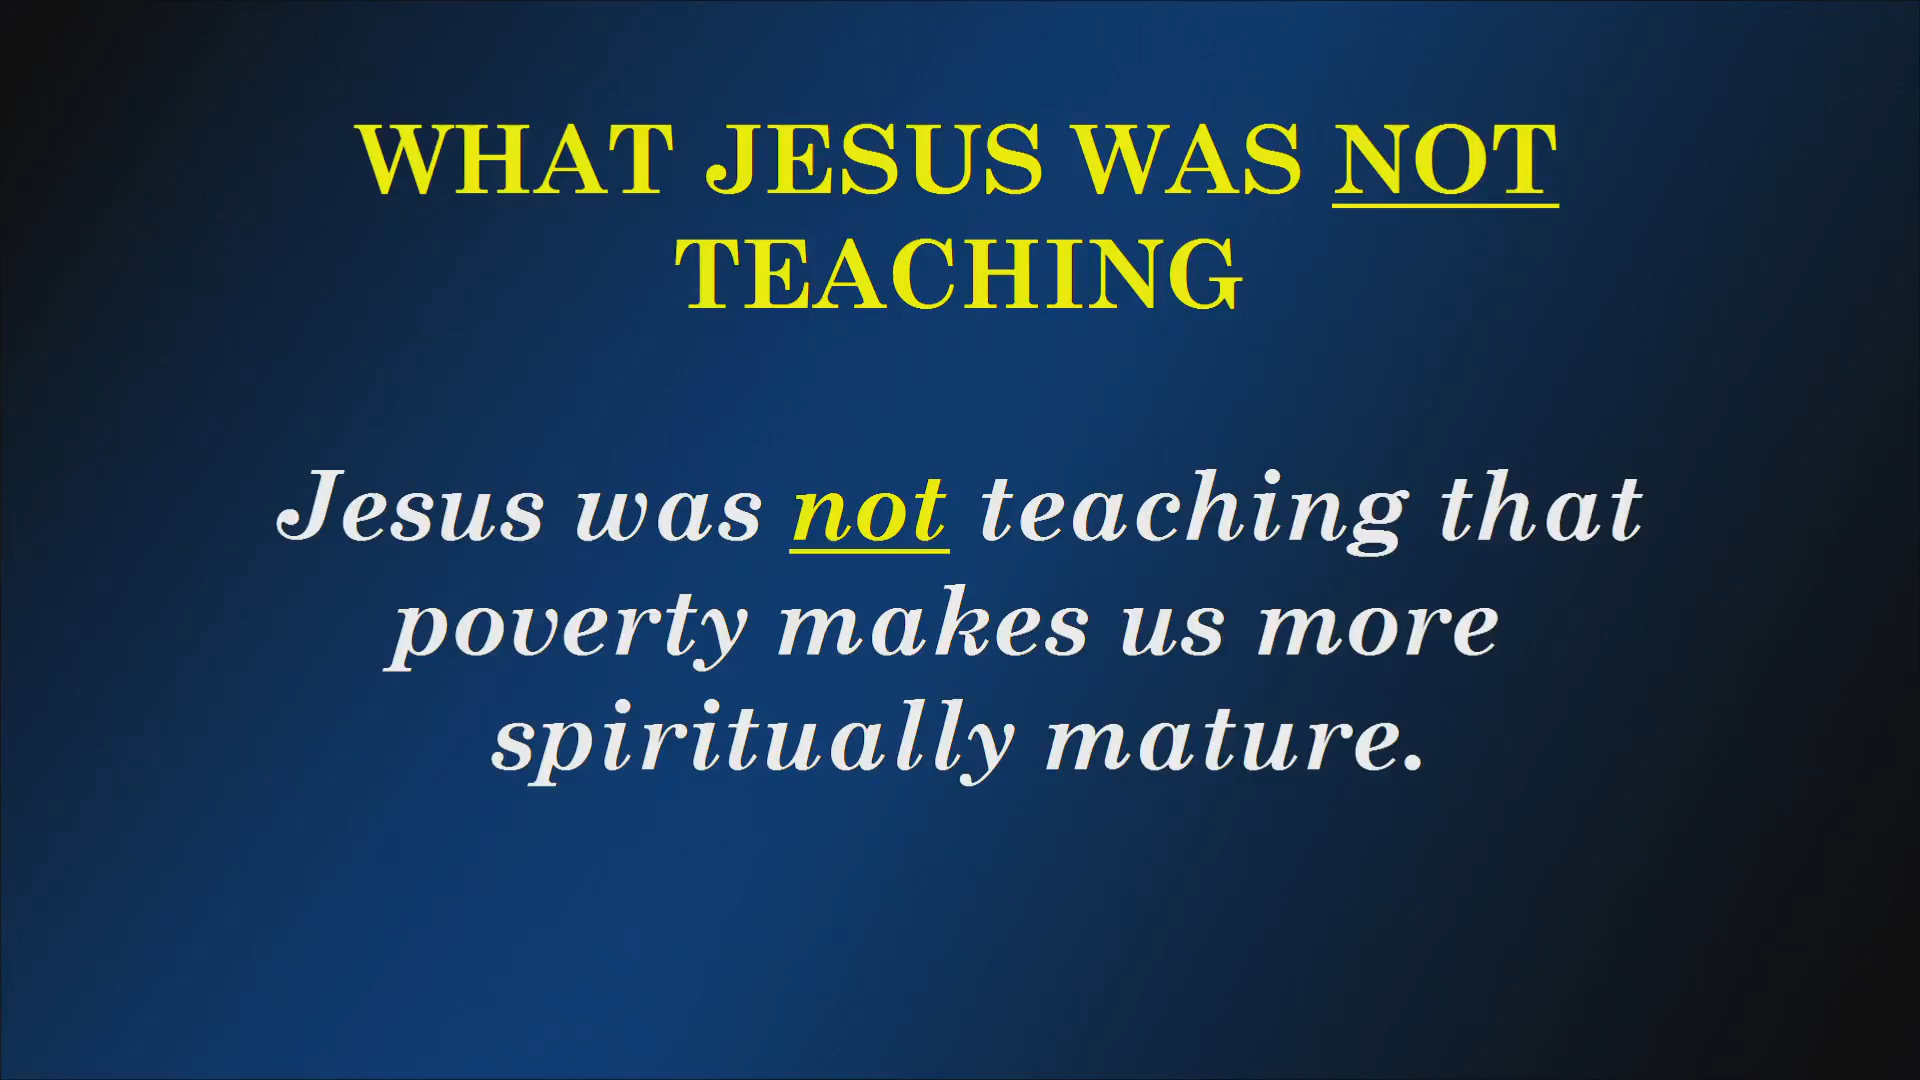 WHAT JESUS WAS NOT
TEACHING
Jesus was not teaching that
poverty makes us more
spiritually mature.